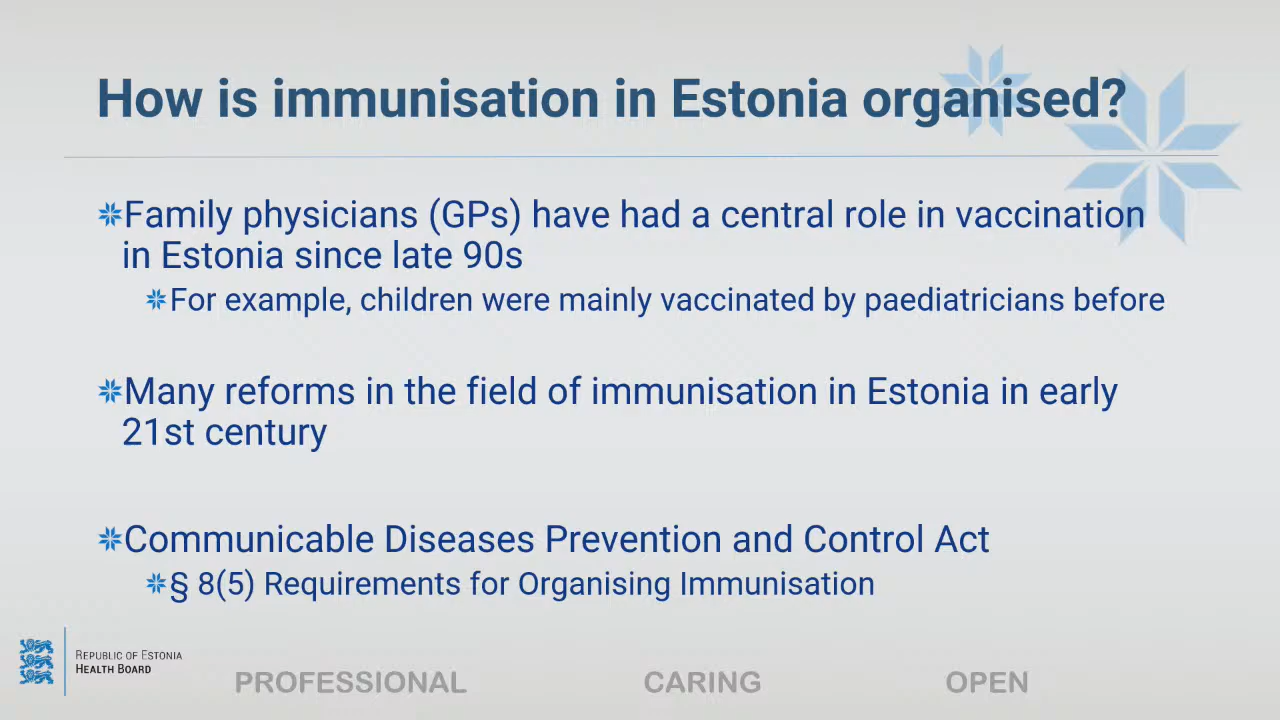 How is immunisation in Estonia organised?
Family physicians (GPs) have had a central role in vaccination
in Estonia since late 90s
For example, children were mainly vaccinated by paediatricians before
Many reforms in the field of immunisation in Estonia in early
21st century
Communicable Diseases Prevention and Control Act
§ 8(5) Requirements for Organising Immunisation
REPUBLIC OF ESTONIA
HEALTH BOARD
PROFESSIONAL CARING OPEN